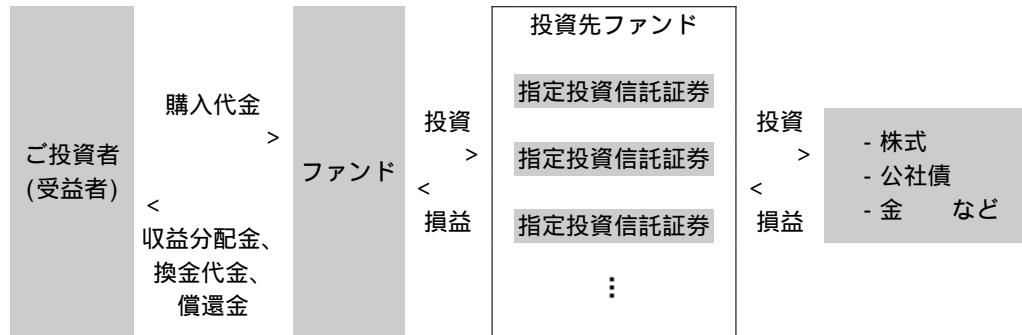 ご投資者
(受益者)
購入代金
>
<
収益分配金、
換金代金、
償還金
ファンド
投資
>
<
損益
投資先ファンド
指定投資信託証券
指定投資信託証券
指定投資信託証券
⋮
投資
>
<
損益
- 株式
- 公社債
- 金　　など